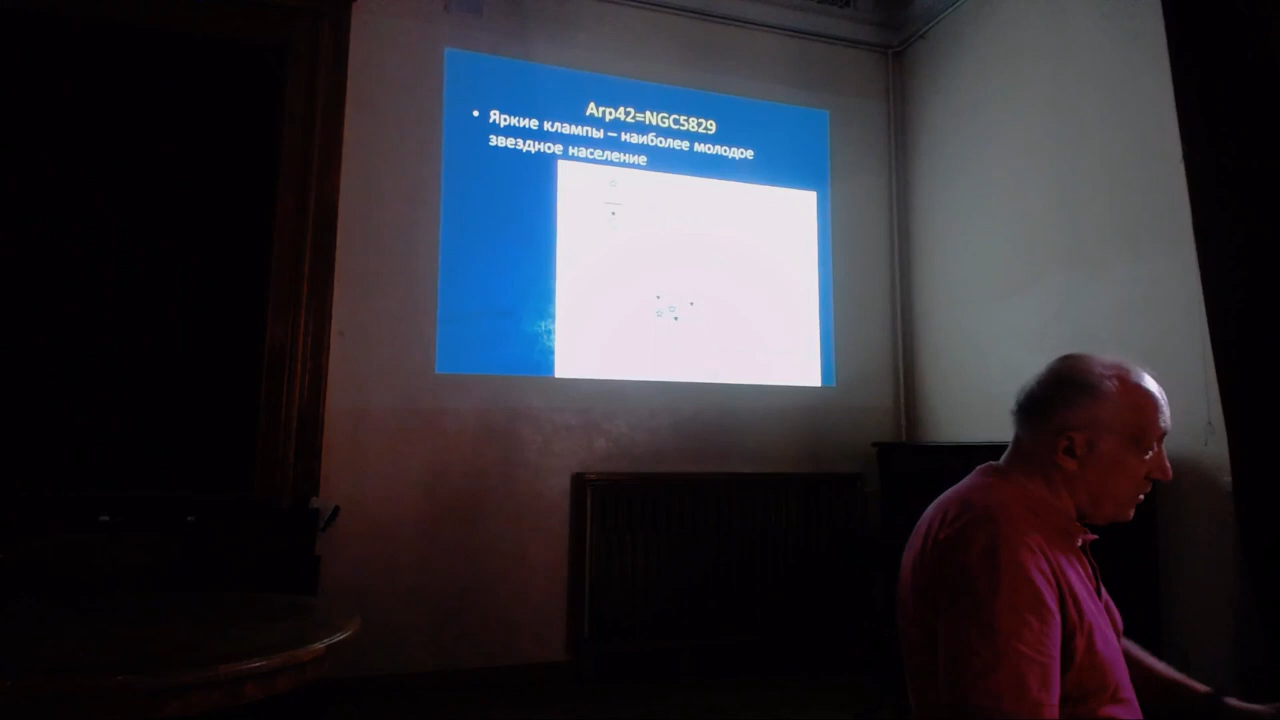 Arp42=NGC5829
• Яркие клампы – наиболее молодое
звездное население